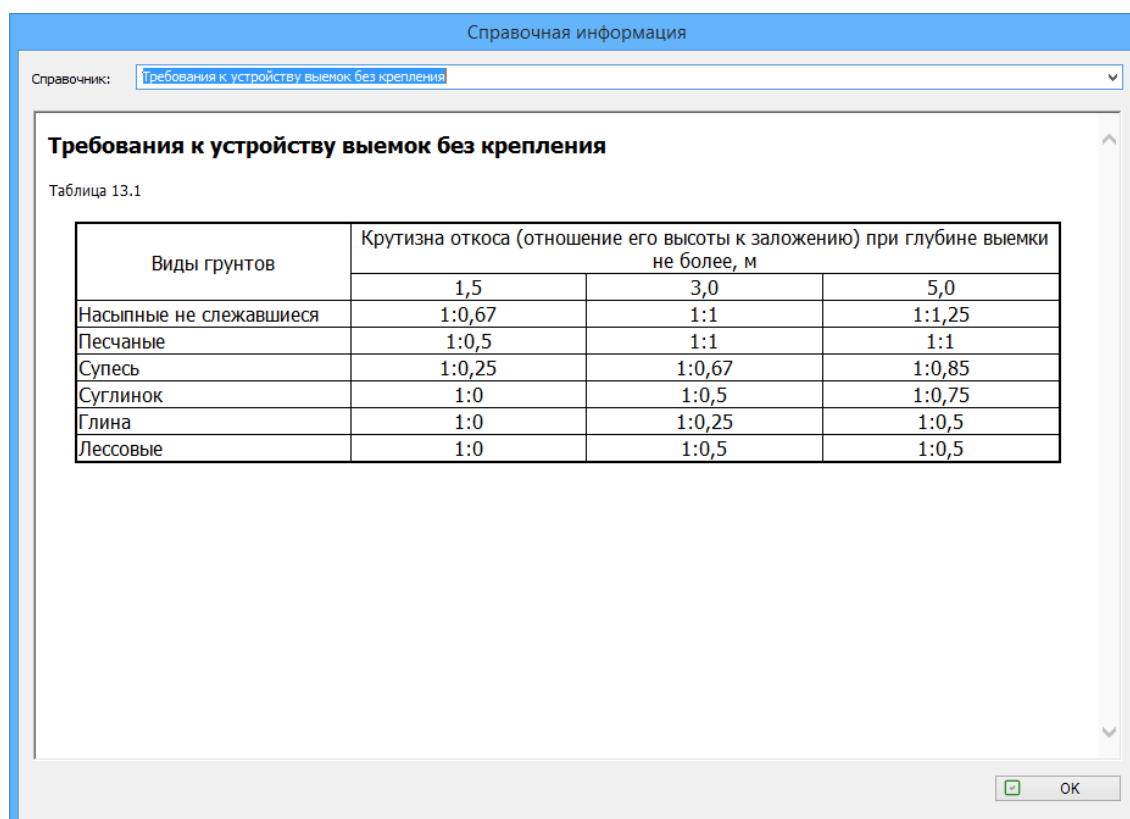 Справочная информация
Справочник: Требования к устройству выемок без крепления
Требования к устройству выемок без крепления
Таблица 13.1
Виды грунтов
Крутизна откоса (отношение его высоты к заложению) при глубине выемки
не более, м
1,5 3,0 5,0
Насыпные не слежавшиеся 1:0,67 1:1 1:1,25
Песчаные 1:0,5 1:1 1:1
Супесь 1:0,25 1:0,67 1:0,85
Суглинок 1:0 1:0,5 1:0,75
Глина 1:0 1:0,25 1:0,5
Лессовые 1:0 1:0,5 1:0,5
OK